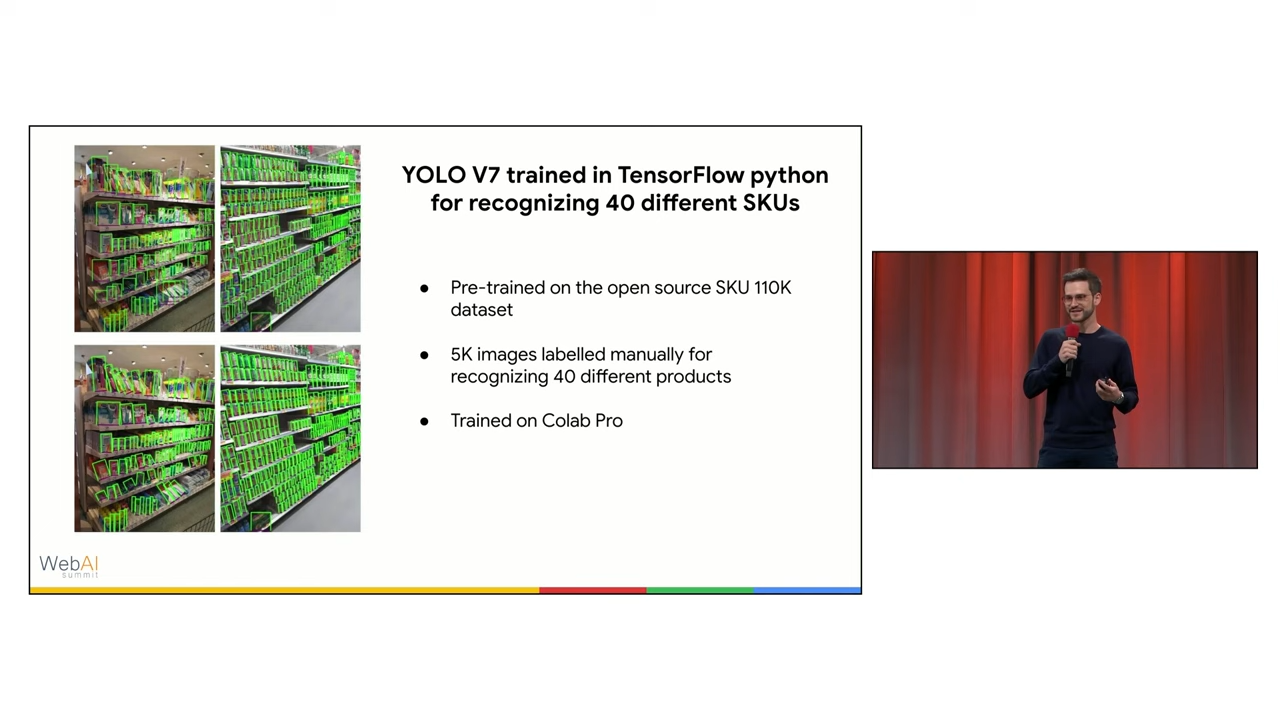 YOLO V7 trained in TensorFlow python
for recognizing 40 different SKUs
● Pre-trained on the open source SKU 110K
dataset
● 5K images labelled manually for
recognizing 40 different products
● Trained on Colab Pro
WebAI
summit